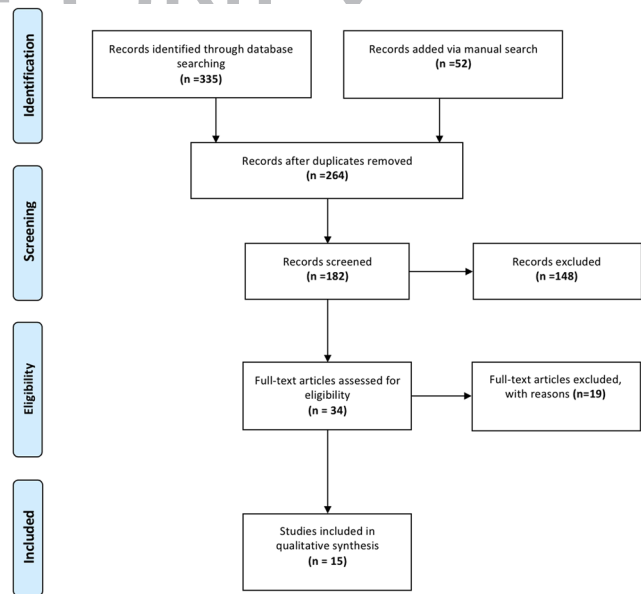 Identification
Records identified through database
searching
(n =335)
Records added via manual search
(n =52)
Records after duplicates removed
(n =264)
Screening
Records screened
(n =182)
Records excluded
(n =148)
Eligibility
Full-text articles assessed for
eligibility
(n = 34)
Full-text articles excluded,
with reasons (n=19)
Included
Studies included in
qualitative synthesis
(n = 15)